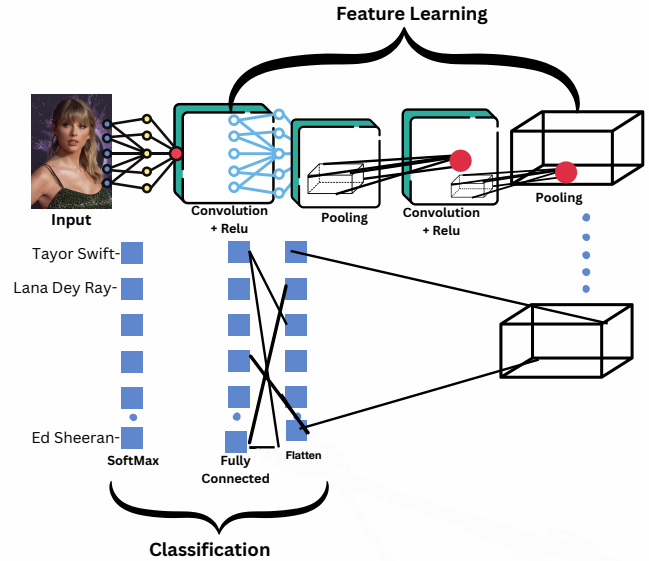 Feature Learning
Input
Convolution
+ Relu
Pooling
Convolution
+ Relu
Pooling
Tayor Swift-
Lana Dey Ray-
Ed Sheeran-
SoftMax
Fully
Connected
Flatten
Classification